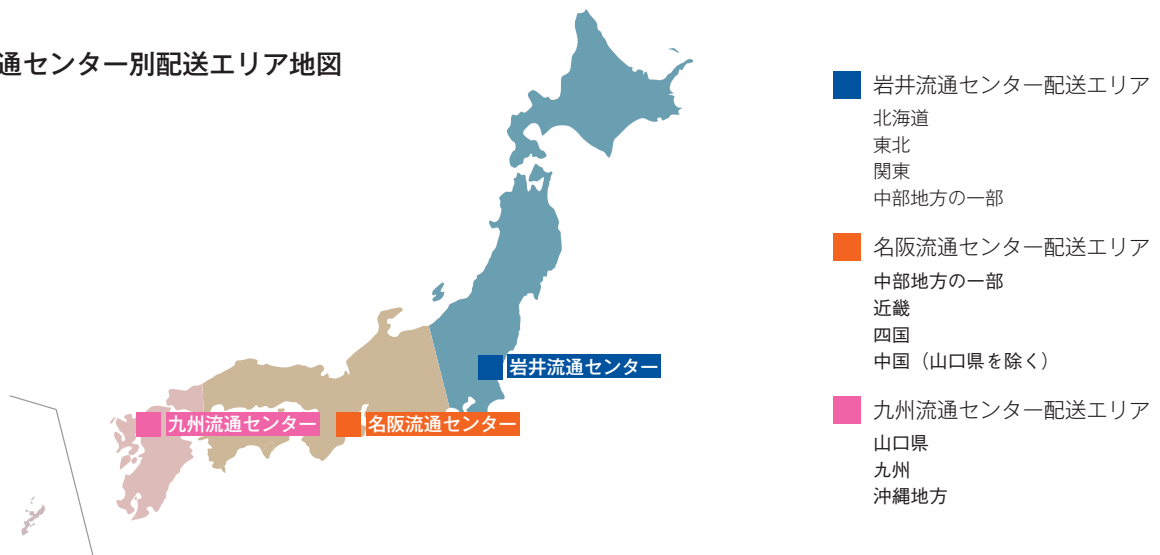 通センター別配送エリア地図
岩井流通センター配送エリア
北海道
東北
関東
中部地方の一部
名阪流通センター配送エリア
中部地方の一部
近畿
四国
中国（山口県を除く）
九州流通センター配送エリア
山口県
九州
沖縄地方
岩井流通センター
九州流通センター
名阪流通センター